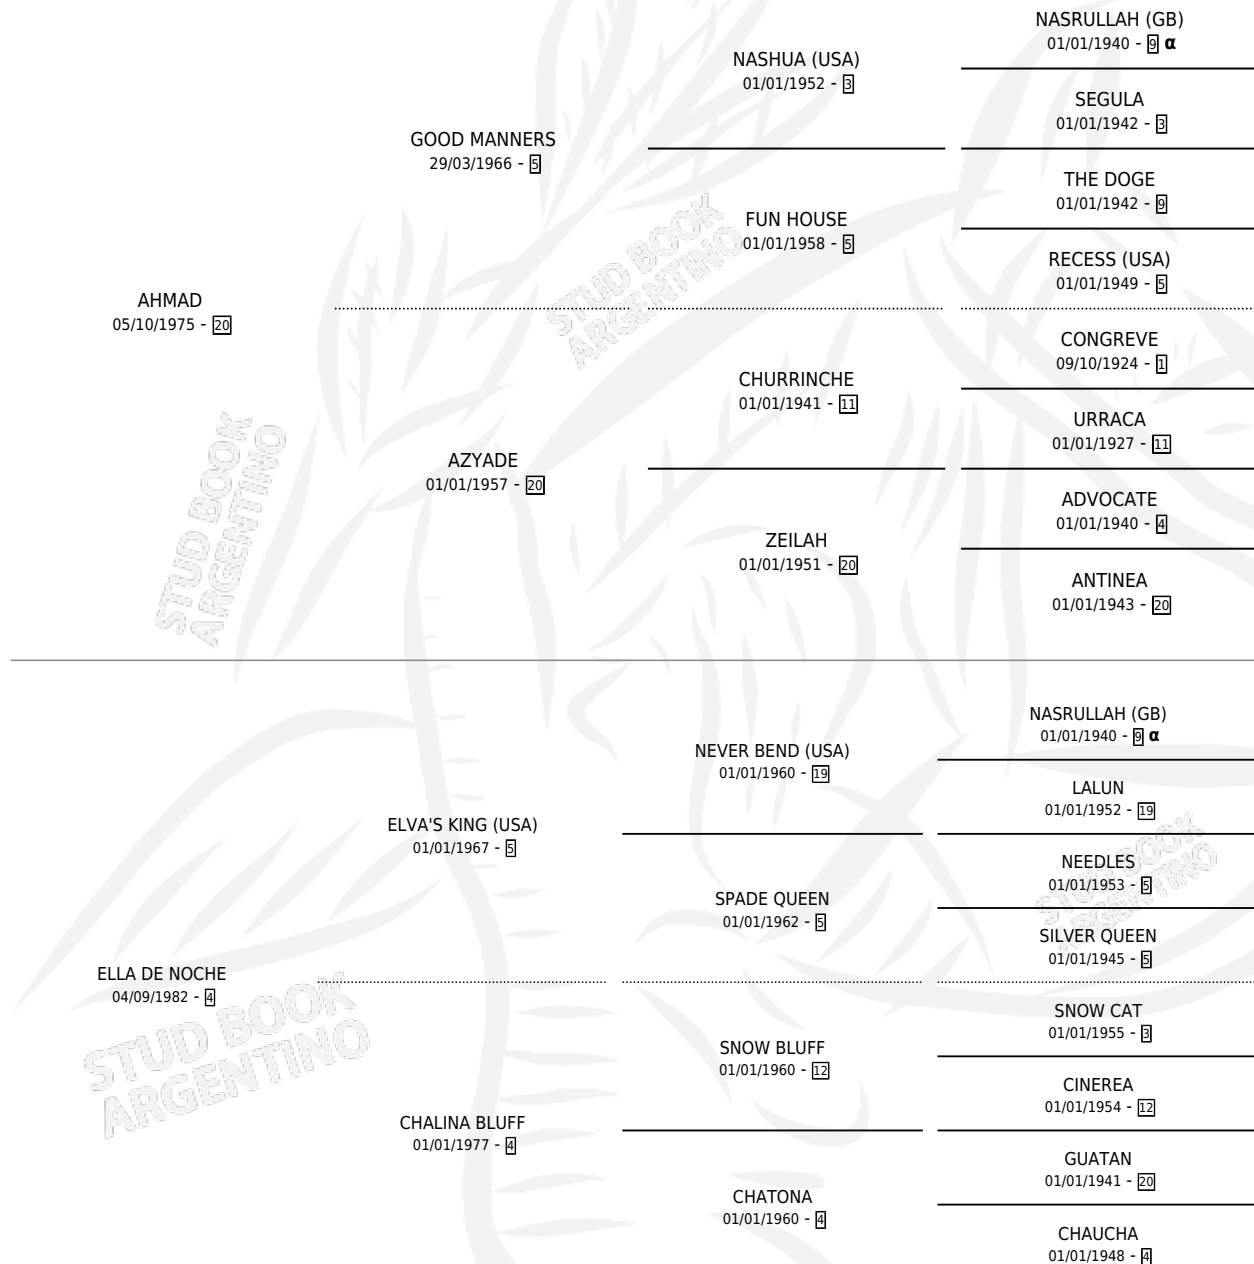 NASRULLAH (GB)
01/01/1940 - 9 α
NASHUA (USA)
01/01/1952 - 3
SEGULA
01/01/1942 - 3
GOOD MANNERS
29/03/1966 - 5
THE DOGE
01/01/1942 - 9
FUN HOUSE
01/01/1958 - 5
RECESS (USA)
01/01/1949 - 5
AHMAD
05/10/1975 - 20
CONGREVE
09/10/1924 - 1
CHURRINCHE
01/01/1941 - 11
URRACA
01/01/1927 - 11
AZYADE
01/01/1957 - 20
ADVOCATE
01/01/1940 - 4
ZEILAH
01/01/1951 - 20
ANTINEA
01/01/1943 - 20
NASRULLAH (GB)
01/01/1940 - 9 α
NEVER BEND (USA)
01/01/1960 - 19
LALUN
01/01/1952 - 19
ELVA'S KING (USA)
01/01/1967 - 5
NEEDLES
01/01/1953 - 5
SPADE QUEEN
01/01/1962 - 5
SILVER QUEEN
01/01/1945 - 5
ELLA DE NOCHE
04/09/1982 - 4
SNOW CAT
01/01/1955 - 3
SNOW BLUFF
01/01/1960 - 12
CINEREA
01/01/1954 - 12
CHALINA BLUFF
01/01/1977 - 4
GUATAN
01/01/1941 - 20
CHATONA
01/01/1960 - 4
CHAUCHA
01/01/1948 - 4
STUD BOOK
ARGENTINO
STUD BOOK
ARGENTINO
STUD BOOK
ARGENTINO
STUD BOOK
ARGENTINO